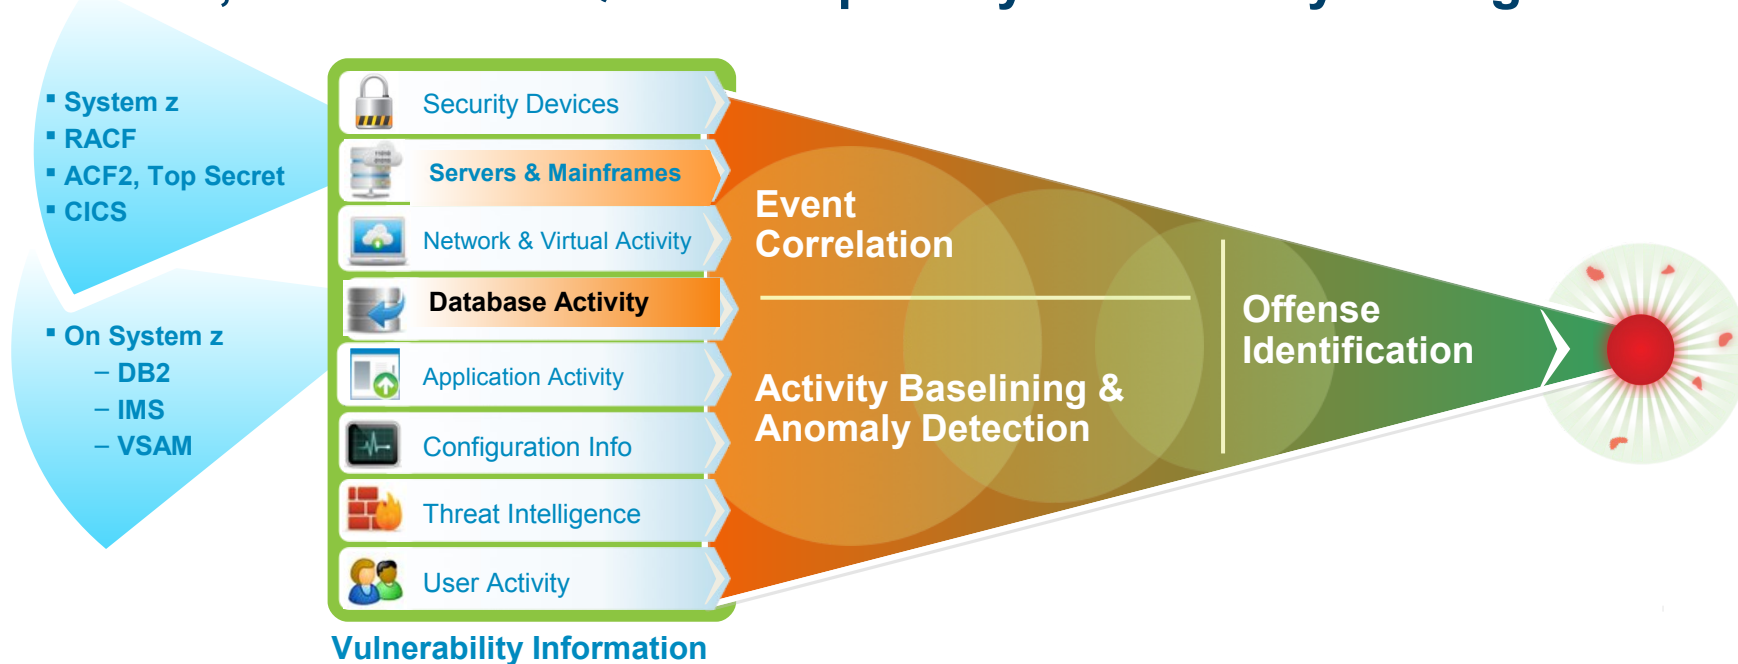 System z
RACF
ACF2, Top Secret
CICS
On System z
– DB2
– IMS
– VSAM
Security Devices
Servers & Mainframes
Network & Virtual Activity
Database Activity
Application Activity
Configuration Info
Threat Intelligence
User Activity
Vulnerability Information
Event
Correlation
Activity Baselining &
Anomaly Detection
Offense
Identification